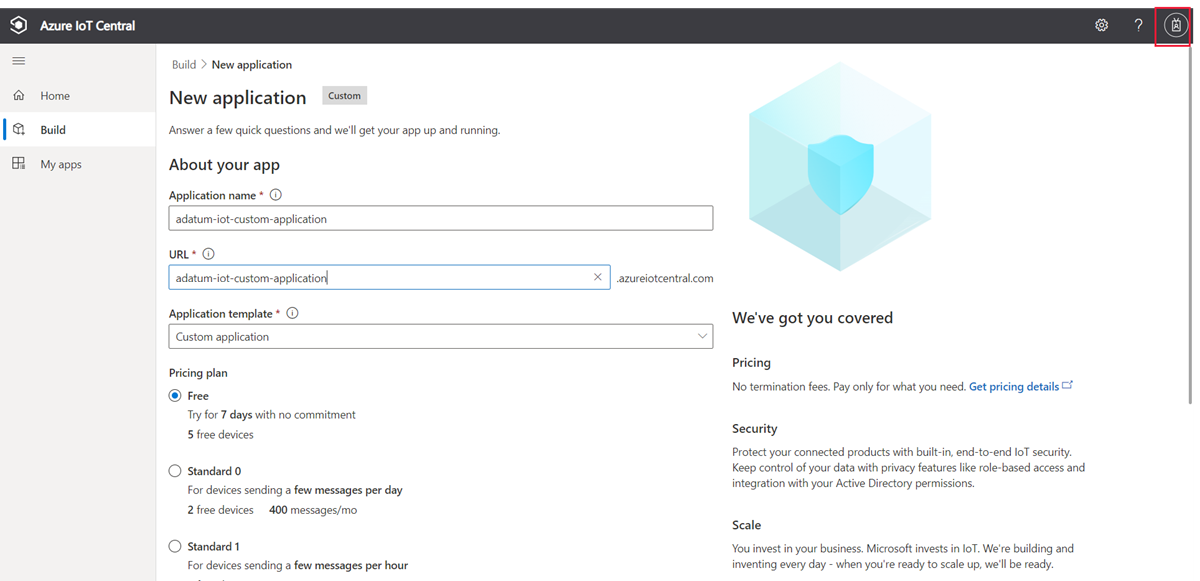 Azure IoT Central
?
Build > New application
Home
New application
Custom
Build
Answer a few quick questions and we'll get your app up and running.
My apps
About your app
Application name *
adatum-iot-custom-application
URL *
adatum-iot-custom-application
.azureiotcentral.com
Application template *
Custom application
Pricing plan
Free
Try for 7 days with no commitment
5 free devices
Standard 0
For devices sending a few messages per day
2 free devices 400 messages/mo
Standard 1
For devices sending a few messages per hour
We've got you covered
Pricing
No termination fees. Pay only for what you need. Get pricing details
Security
Protect your connected products with built-in, end-to-end IoT security.
Keep control of your data with privacy features like role-based access and
integration with your Active Directory permissions.
Scale
You invest in your business. Microsoft invests in IoT. We're building and
inventing every day - when you're ready to scale up, we'll be ready.